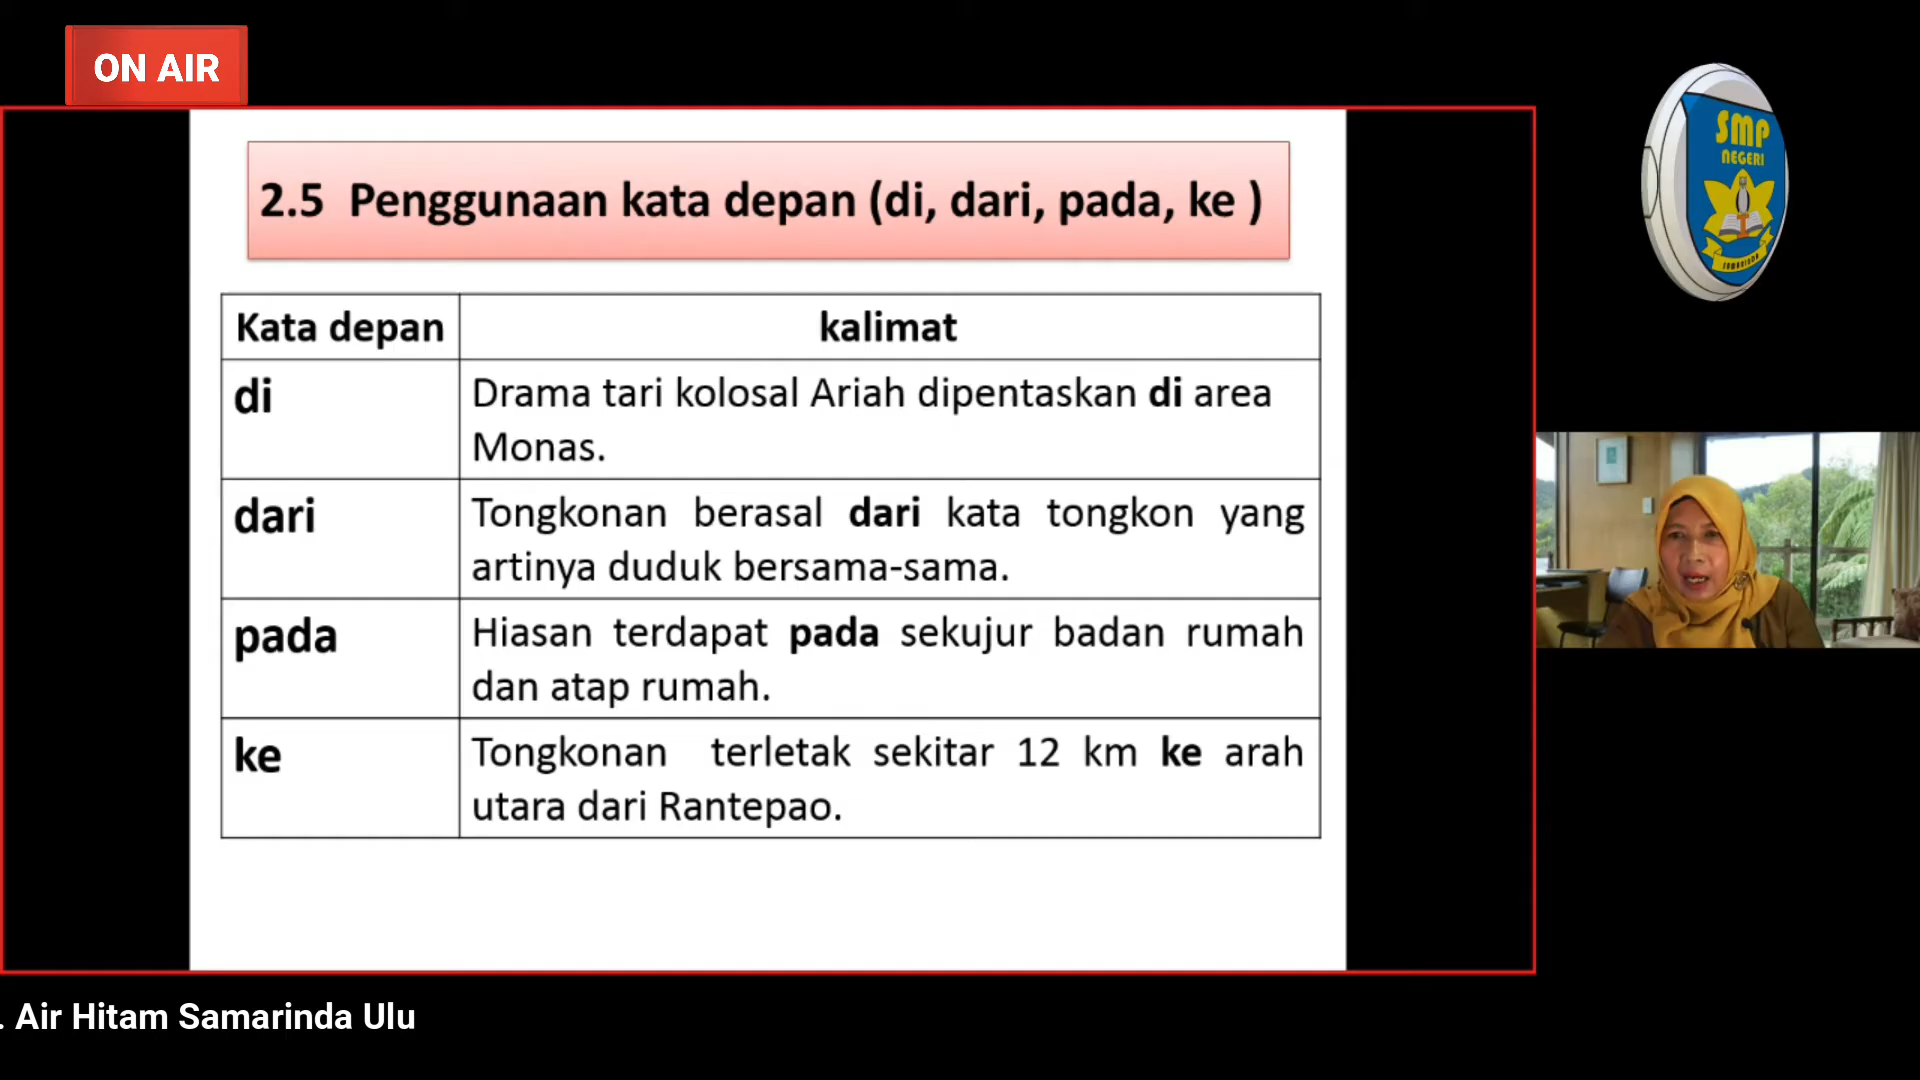 ON AIR
SMP
NEGERI
2.5 Penggunaan kata depan (di, dari, pada, ke )
Kata depan
kalimat
di
Drama tari kolosal Ariah dipentaskan di area
Monas.
dari
Tongkonan berasal dari kata tongkon yang
artinya duduk bersama-sama.
pada
Hiasan terdapat pada sekujur badan rumah
dan atap rumah.
ke
Tongkonan terletak sekitar 12 km ke arah
utara dari Rantepao.
. Air Hitam Samarinda Ulu